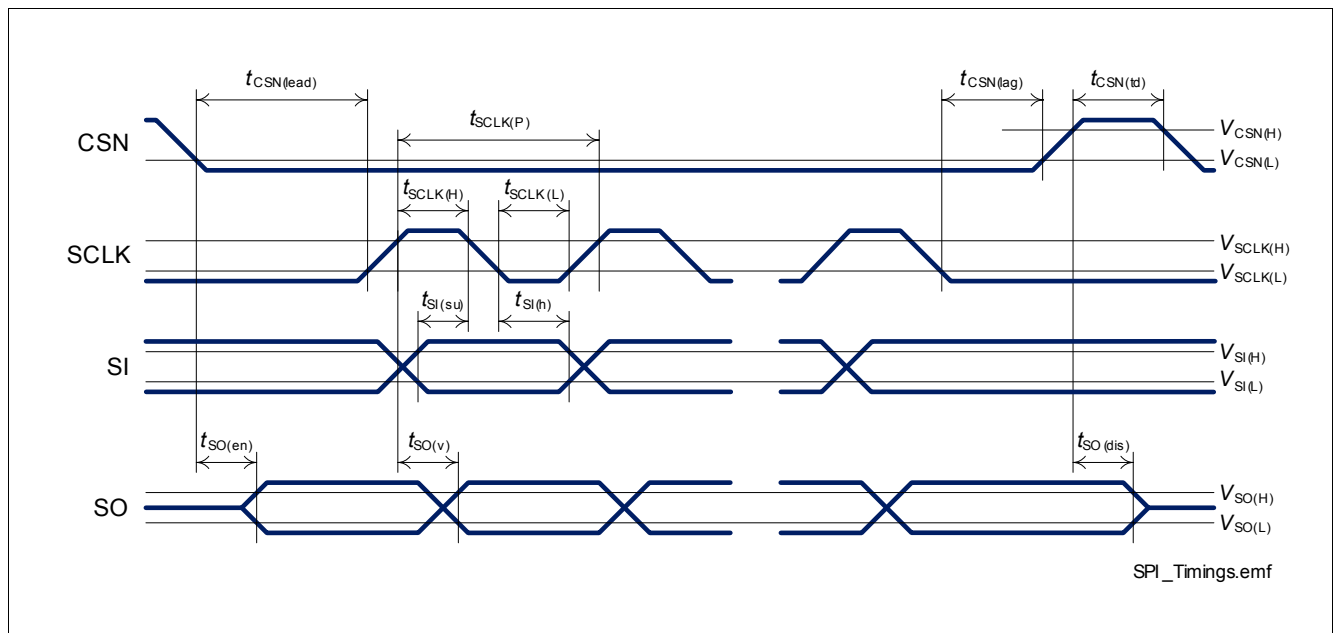 tCSN(lead)
tCSN(lag)
tCSN(td)
tSCLK(P)
CSN
VCSN(H)
VCSN(L)
tSCLK(H)
tSCLK(L)
SCLK
VSCLK(H)
VSCLK(L)
tSI(su)
tSI(h)
SI
VSI(H)
VSI(L)
tSO(en)
tSO(v)
tSO(dis)
SO
VSO(H)
VSO(L)
SPI_Timings.emf